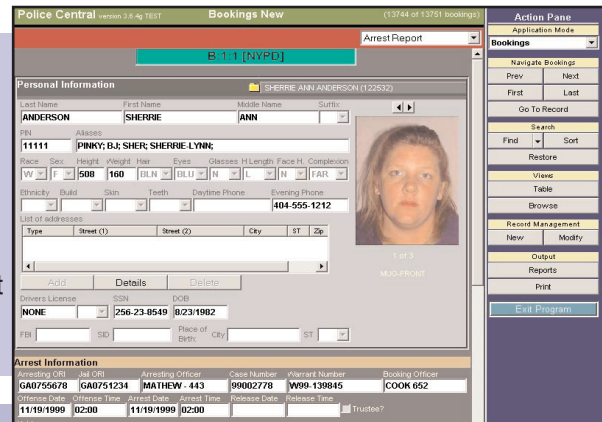 Police Central version 3.6.4g TEST Bookings New (13744 of 13751 bookings)
Arrest Report
B:1:1 [NYPD]
Personal Information SHERRIE ANN ANDERSON (122532)
Last Name First Name Middle Name Suffix
ANDERSON SHERRIE ANN
PIN Aliases
11111 PINKY; BJ; SHER; SHERRIE-LYNN;
Race Sex Height Weight Hair Eyes Glasses H Length Face H. Complexion
W F 508 160 BLN BLU N L N FAR
Ethnicity Build Skin Teeth Daytime Phone Evening Phone
404-555-1212
List of addresses
Type Street (1) Street (2) City ST Zip
1 of 3
MUG-FRONT
Add Details Delete
Drivers License SSN DOB
NONE 256-23-8549 8/23/1982
FBI SID Place of Birth: City ST
Arrest Information
Arresting ORI Jail ORI Arresting Officer Case Number Warrant Number Booking Officer
GA0755678 GA0751234 MATHEW - 443 99002778 W99-139845 COOK 652
Offense Date Offense Time Arrest Date Arrest Time Release Date Release Time
11/19/1999 02:00 11/19/1999 02:00 Trustee?
Action Pane
Application Mode
Bookings
Navigate Bookings
Prev Next
First Last
Go To Record
Search
Find Sort
Restore
Views
Table
Browse
Record Management
New Modify
Output
Reports
Print
Exit Program